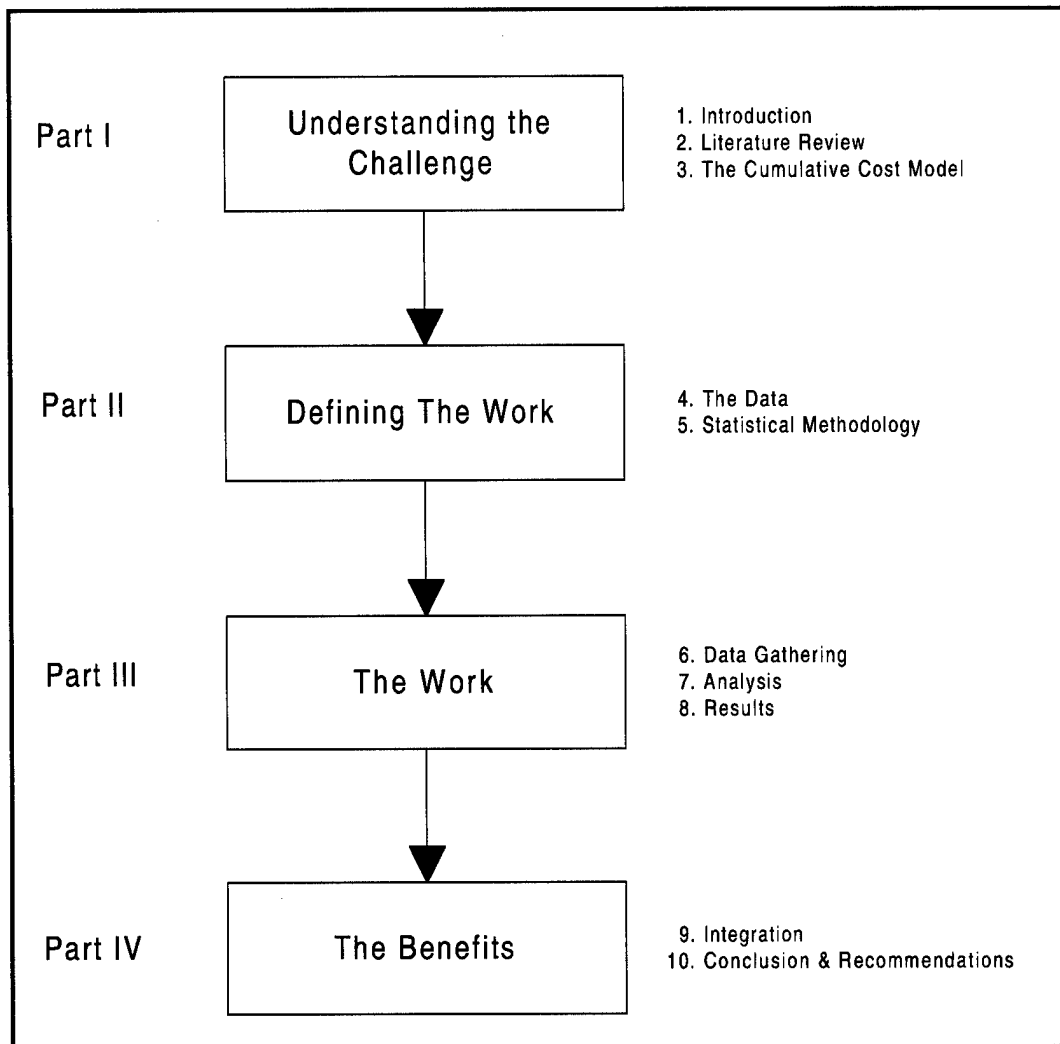 Part I
Understanding the
Challenge
1. Introduction
2. Literature Review
3. The Cumulative Cost Model
Part II
Defining The Work
4. The Data
5. Statistical Methodology
Part III
The Work
6. Data Gathering
7. Analysis
8. Results
Part IV
The Benefits
9. Integration
10. Conclusion & Recommendations